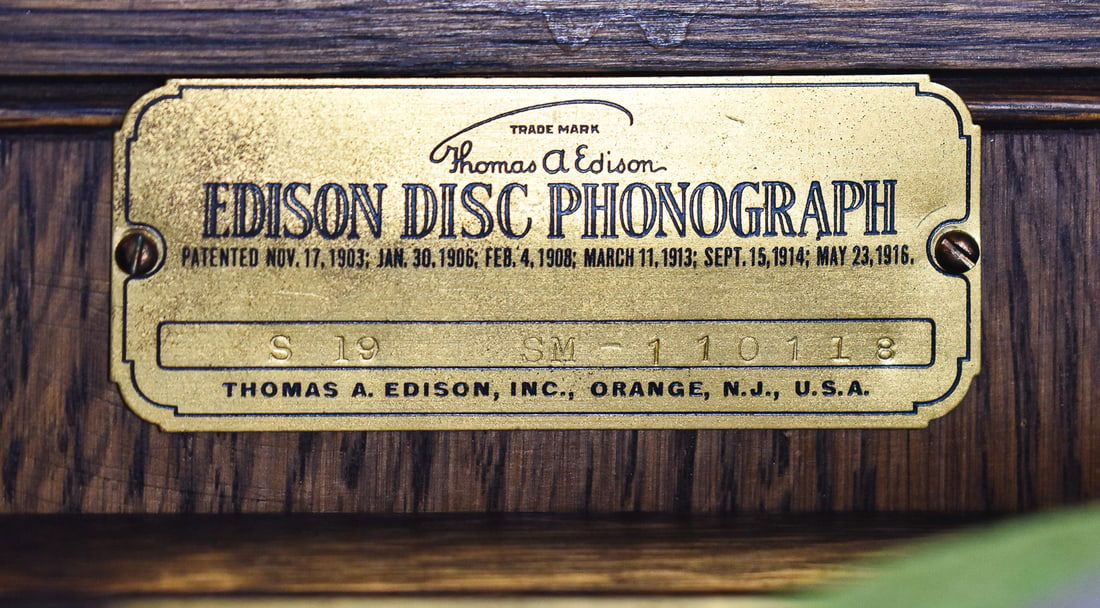 TRADE MARK
Thomas A Edison
EDISON DISC PHONOGRAPH
PATENTED NOV. 17, 1903; JAN. 30, 1906; FEB. 4, 1908; MARCH 11, 1913; SEPT. 15, 1914; MAY 23, 1916.
S 19 SM-110118
THOMAS A. EDISON, INC., ORANGE, N.J., U.S.A.